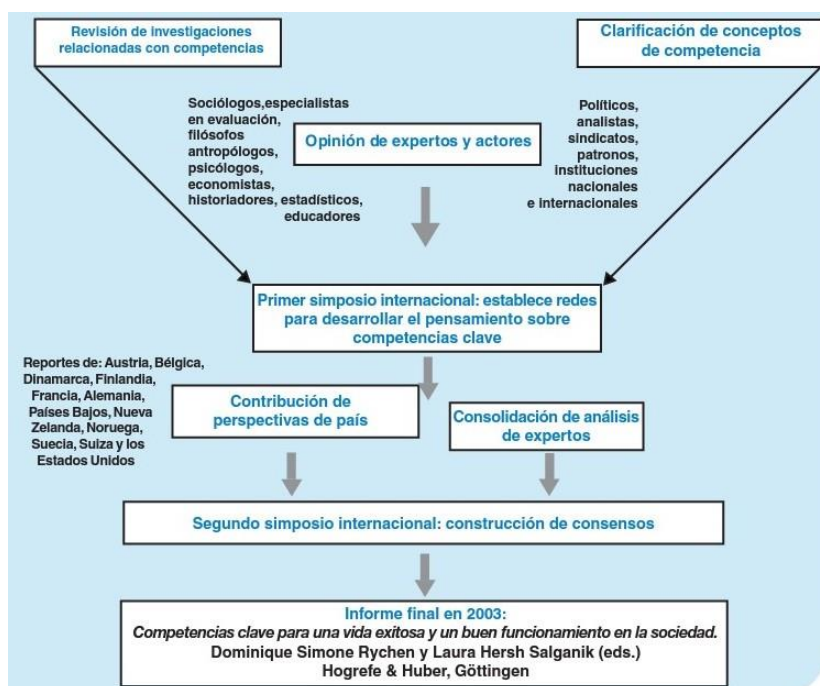 Revisión de investigaciones
relacionadas con competencias
Clarificación de conceptos
de competencia
Sociólogos,especialistas
en evaluación,
filósofos
antropólogos,
psicólogos,
economistas,
historiadores, estadísticos,
educadores
Opinión de expertos y actores
Políticos,
analistas,
sindicatos,
patronos,
instituciones
nacionales
e internacionales
Primer simposio internacional: establece redes
para desarrollar el pensamiento sobre
competencias clave
Reportes de: Austria, Bélgica,
Dinamarca, Finlandia,
Francia, Alemania,
Países Bajos, Nueva
Zelanda, Noruega,
Suecia, Suiza y los
Estados Unidos
Contribución de
perspectivas de país
Consolidación de análisis
de expertos
Segundo simposio internacional: construcción de consensos
Informe final en 2003:
Competencias clave para una vida exitosa y un buen funcionamiento en la sociedad.
Dominique Simone Rychen y Laura Hersh Salganik (eds.)
Hogrefe & Huber, Göttingen